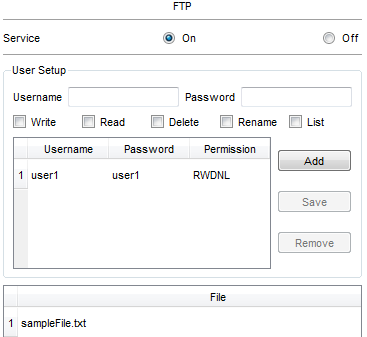 FTP
Service On Off
User Setup
Username Password
Write Read Delete Rename List
Username Password Permission
1 user1 user1 RWDNL
Add
Save
Remove
File
1 sampleFile.txt